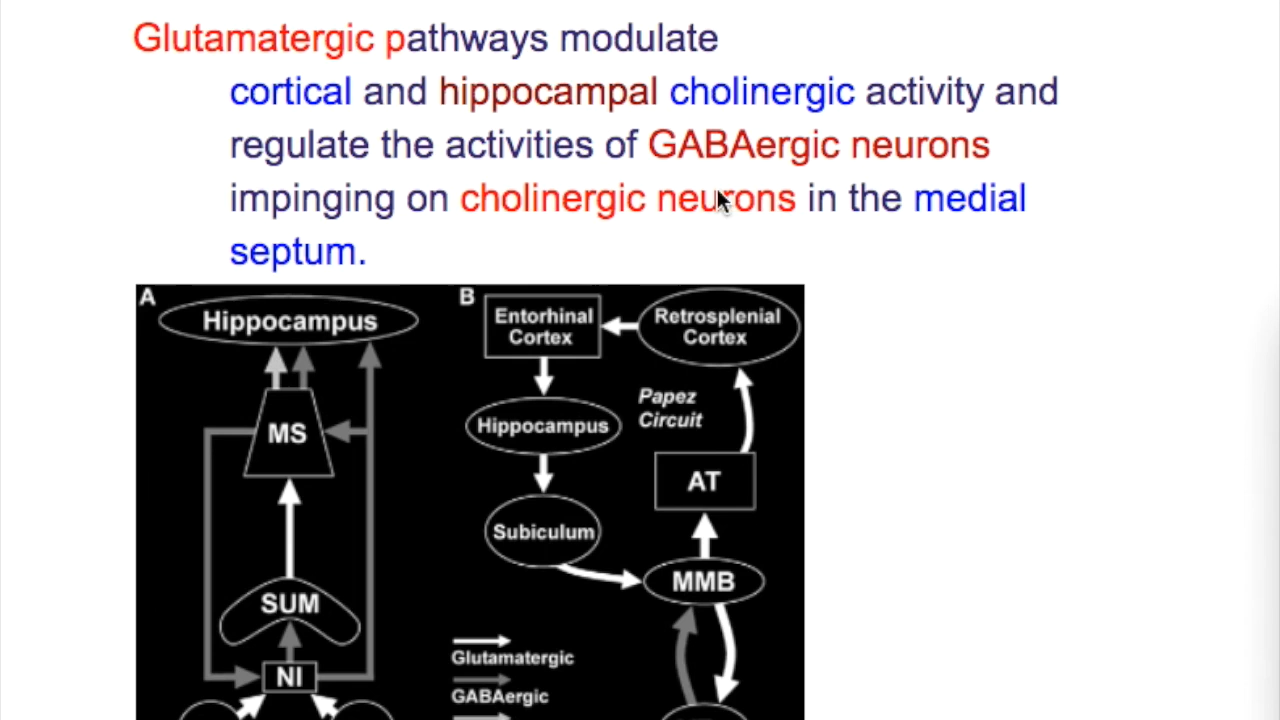 Glutamatergic pathways modulate
cortical and hippocampal cholinergic activity and
regulate the activities of GABAergic neurons
impinging on cholinergic neurons in the medial
septum.
A
Hippocampus
MS
SUM
NI
B
Entorhinal
Cortex
Retrosplenial
Cortex
Papez
Circuit
Hippocampus
AT
Subiculum
MMB
Glutamatergic
GABAergic